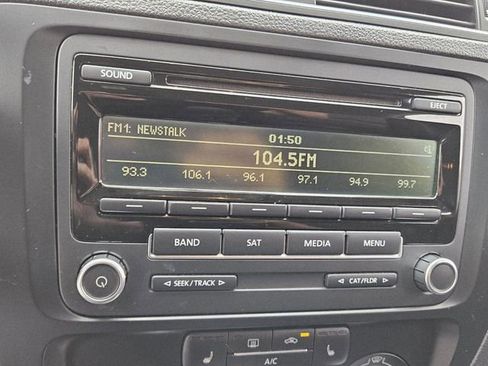 SOUND
EJECT
FM1: NEWSTALK
01:50
104.5FM
93.3 106.1 96.1 97.1 94.9 99.7
BAND SAT MEDIA MENU
◁ SEEK/TRACK ▷ ◁ CAT/FLDR ▷
A/C